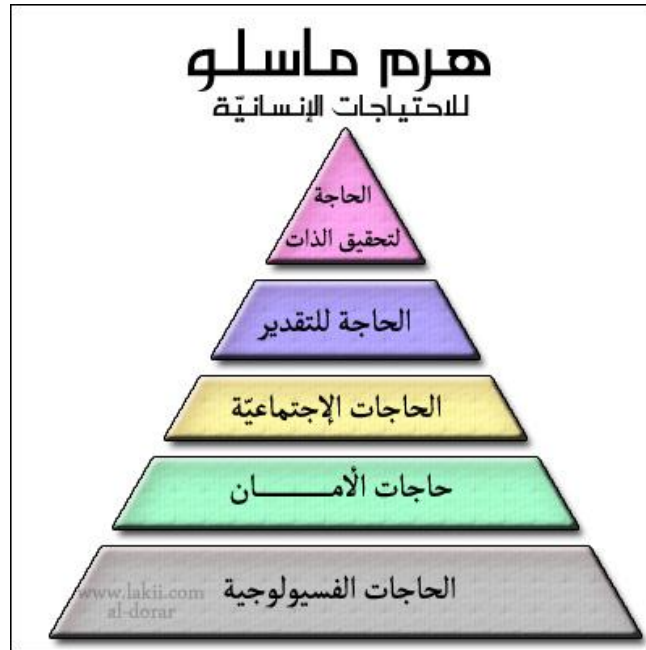 هرم ماسلو
للاحتياجات الإنسانيّة
الحاجة
لتحقيق الذات
الحاجة للتقدير
الحاجات الإجتماعيّة
حاجات الأمـــــــان
الحاجات الفسيولوجية
www.lakii.com
al-dorar